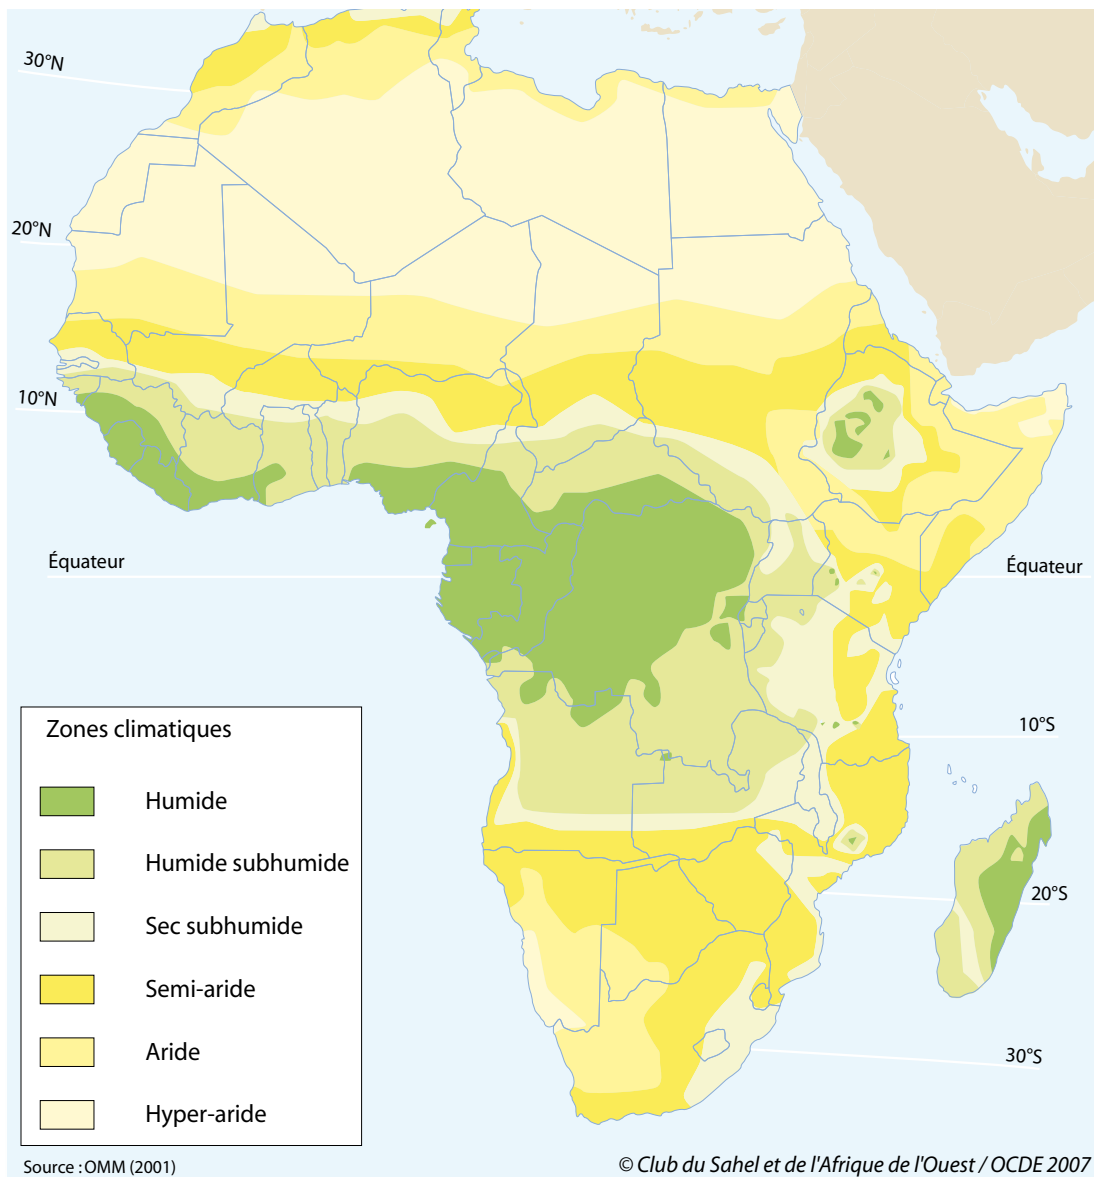 30°N
20°N
10°N
Équateur
Équateur
10°S
20°S
30°S
Zones climatiques
Humide
Humide subhumide
Sec subhumide
Semi-aride
Aride
Hyper-aride
Source : OMM (2001)
© Club du Sahel et de l'Afrique de l'Ouest / OCDE 2007